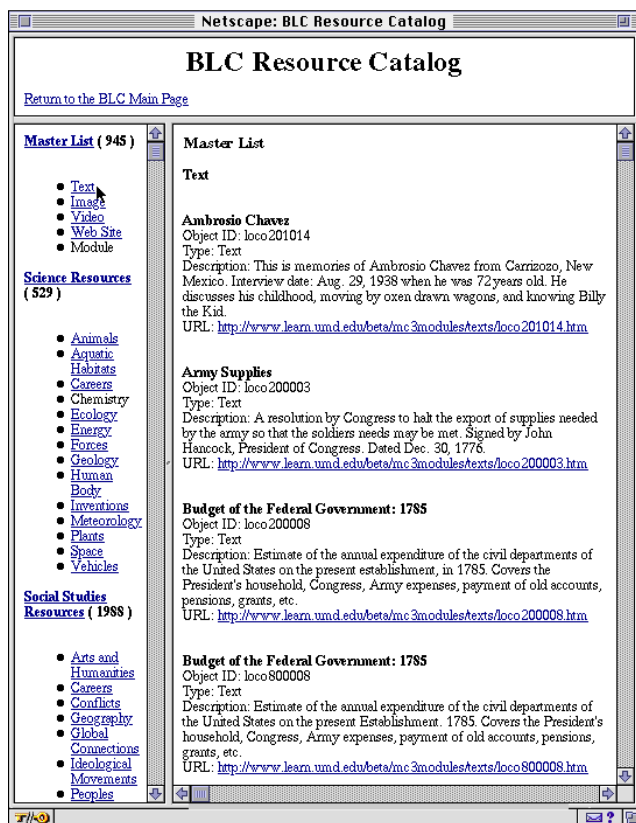 Netscape: BLC Resource Catalog
BLC Resource Catalog
Return to the BLC Main Page
Master List ( 945 )
Text
Image
Video
Web Site
Module
Science Resources
( 529 )
Animals
Aquatic
Habitats
Careers
Chemistry
Ecology
Energy
Forces
Geology
Human
Body
Inventions
Meteorology
Plants
Space
Vehicles
Social Studies
Resources ( 1988 )
Arts and
Humanities
Careers
Conflicts
Geography
Global
Connections
Ideological
Movements
Peoples
Master List
Text
Ambrosio Chavez
Object ID: loco201014
Type: Text
Description: This is memories of Ambrosio Chavez from Carrizozo, New
Mexico. Interview date: Aug. 29, 1938 when he was 72 years old. He
discusses his childhood, moving by oxen drawn wagons, and knowing Billy
the Kid.
URL: http://www.learn.umd.edu/beta/mc3modules/texts/loco201014.htm
Army Supplies
Object ID: loco200003
Type: Text
Description: A resolution by Congress to halt the export of supplies needed
by the army so that the soldiers needs may be met. Signed by John
Hancock, President of Congress. Dated Dec. 30, 1776.
URL: http://www.learn.umd.edu/beta/mc3modules/texts/loco200003.htm
Budget of the Federal Government: 1785
Object ID: loco200008
Type: Text
Description: Estimate of the annual expenditure of the civil departments of
the United States on the present establishment, in 1785. Covers the
President's household, Congress, Army expenses, payment of old accounts,
pensions, grants, etc.
URL: http://www.learn.umd.edu/beta/mc3modules/texts/loco200008.htm
Budget of the Federal Government: 1785
Object ID: loco800008
Type: Text
Description: Estimate of the annual expenditure of the civil departments of
the United States on the present Establishment. 1785. Covers the President's
household, Congress, Army expenses, payment of old accounts, pensions,
grants, etc.
URL: http://www.learn.umd.edu/beta/mc3modules/texts/loco800008.htm
?